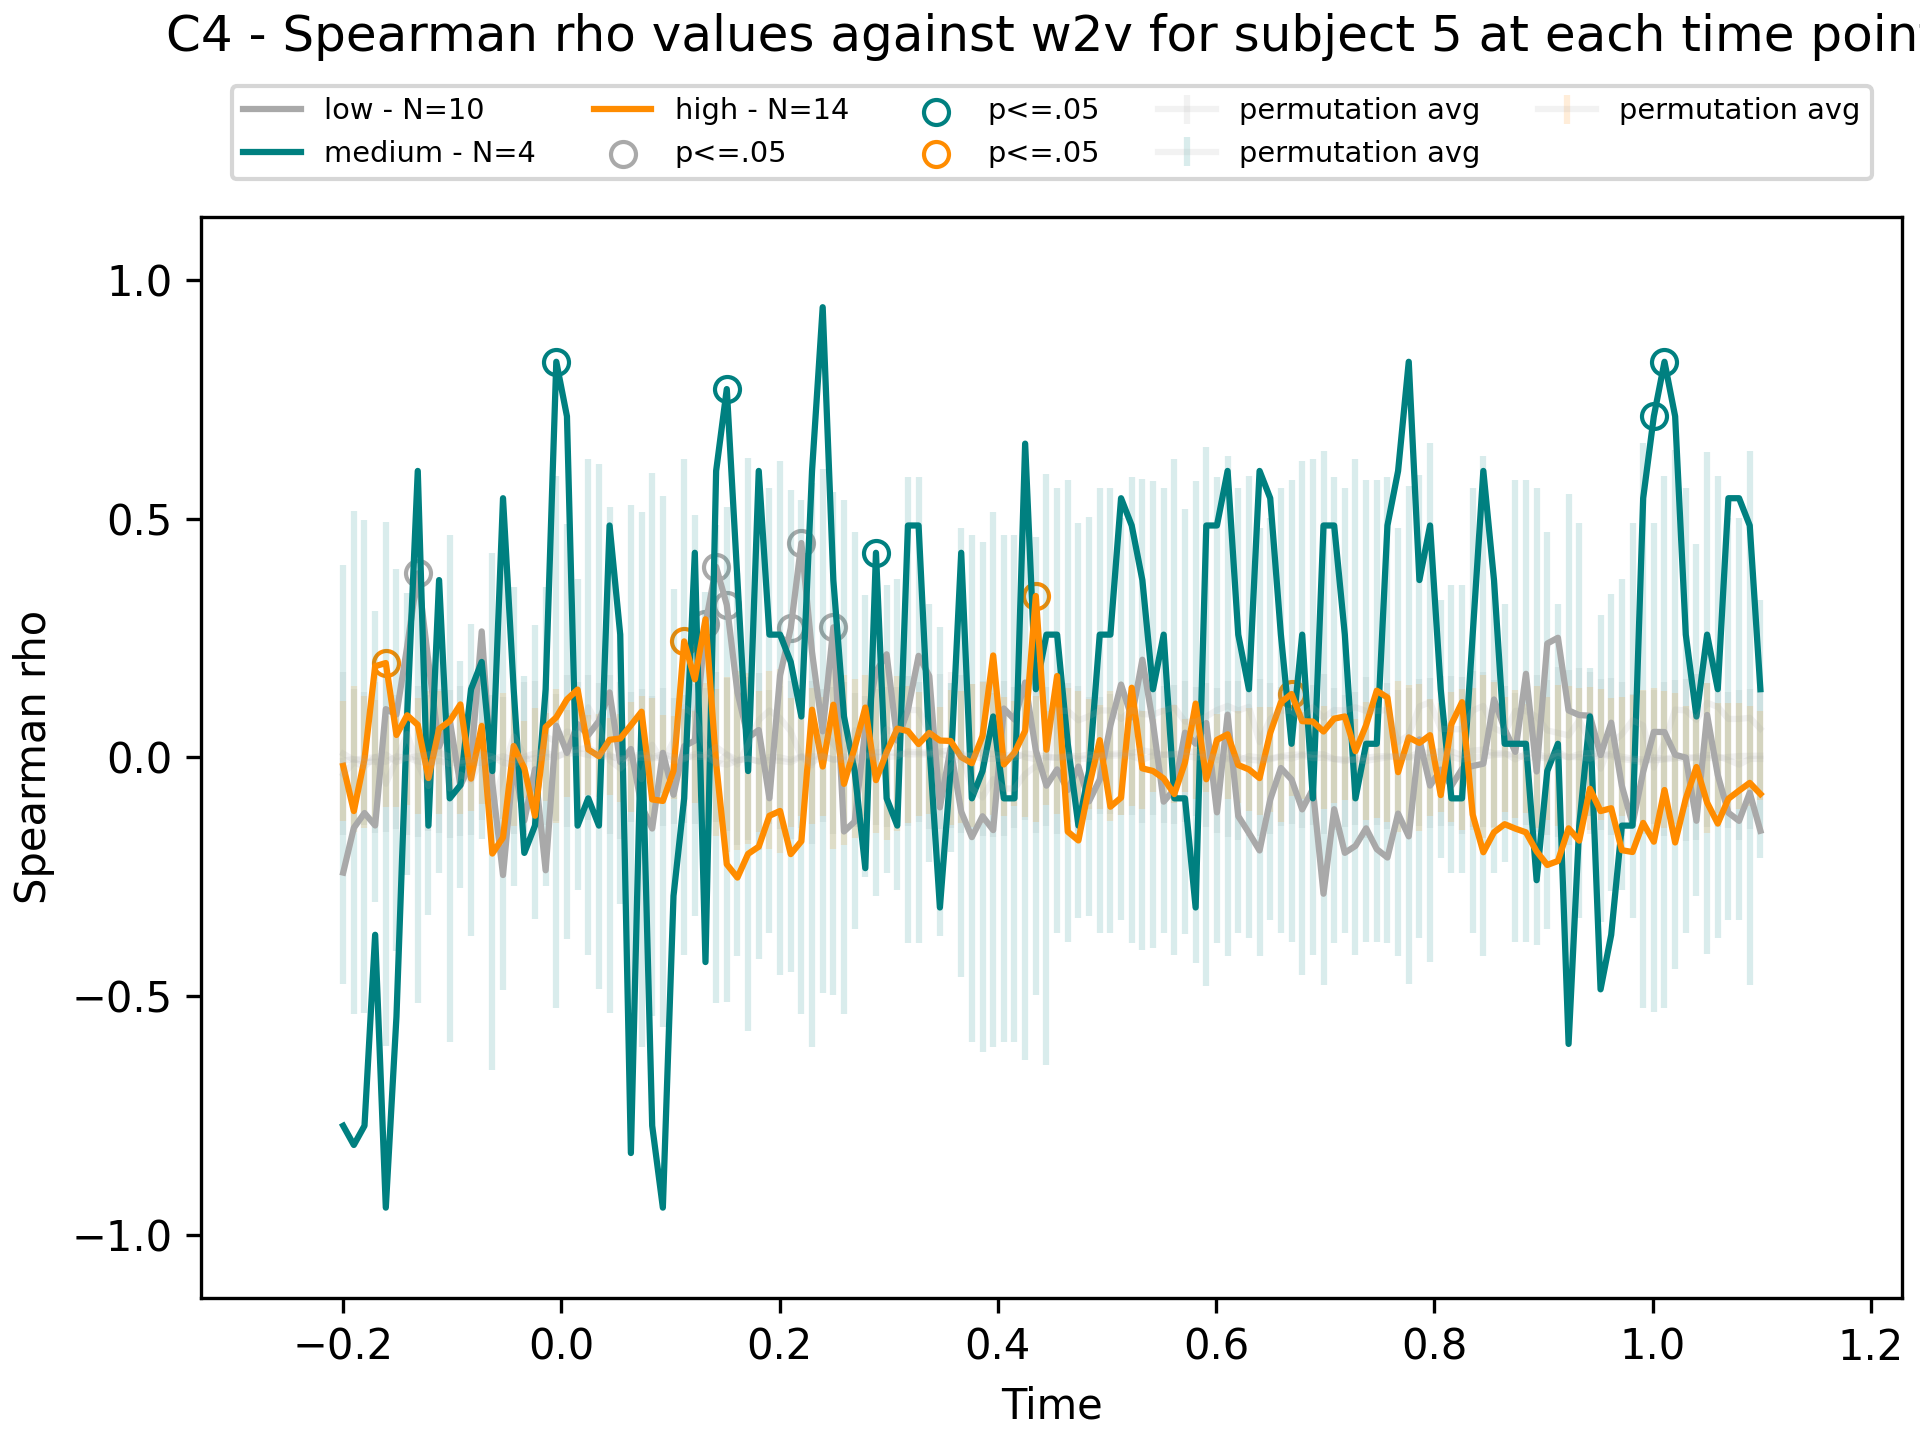 C4 - Spearman rho values against w2v for subject 5 at each time poin
low - N=10
medium - N=4
high - N=14
p<=.05
p<=.05
p<=.05
permutation avg
permutation avg
permutation avg
Spearman rho
1.0
0.5
0.0
−0.5
−1.0
−0.2
0.0
0.2
0.4
0.6
0.8
1.0
1.2
Time